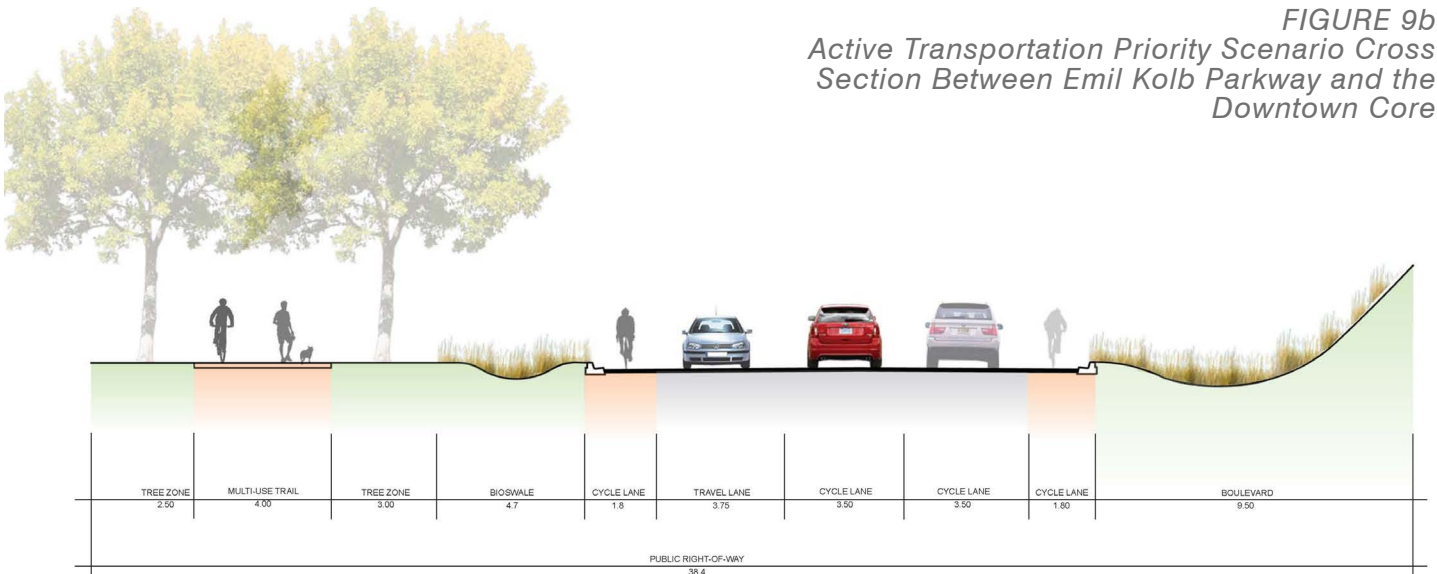 FIGURE 9b
Active Transportation Priority Scenario Cross
Section Between Emil Kolb Parkway and the
Downtown Core
TREE ZONE MULTI-USE TRAIL TREE ZONE BIOSWALE CYCLE LANE TRAVEL LANE CYCLE LANE CYCLE LANE CYCLE LANE BOULEVARD
2.50 4.00 3.00 4.7 1.8 3.75 3.50 3.50 1.80 9.50
PUBLIC RIGHT-OF-WAY
38.4